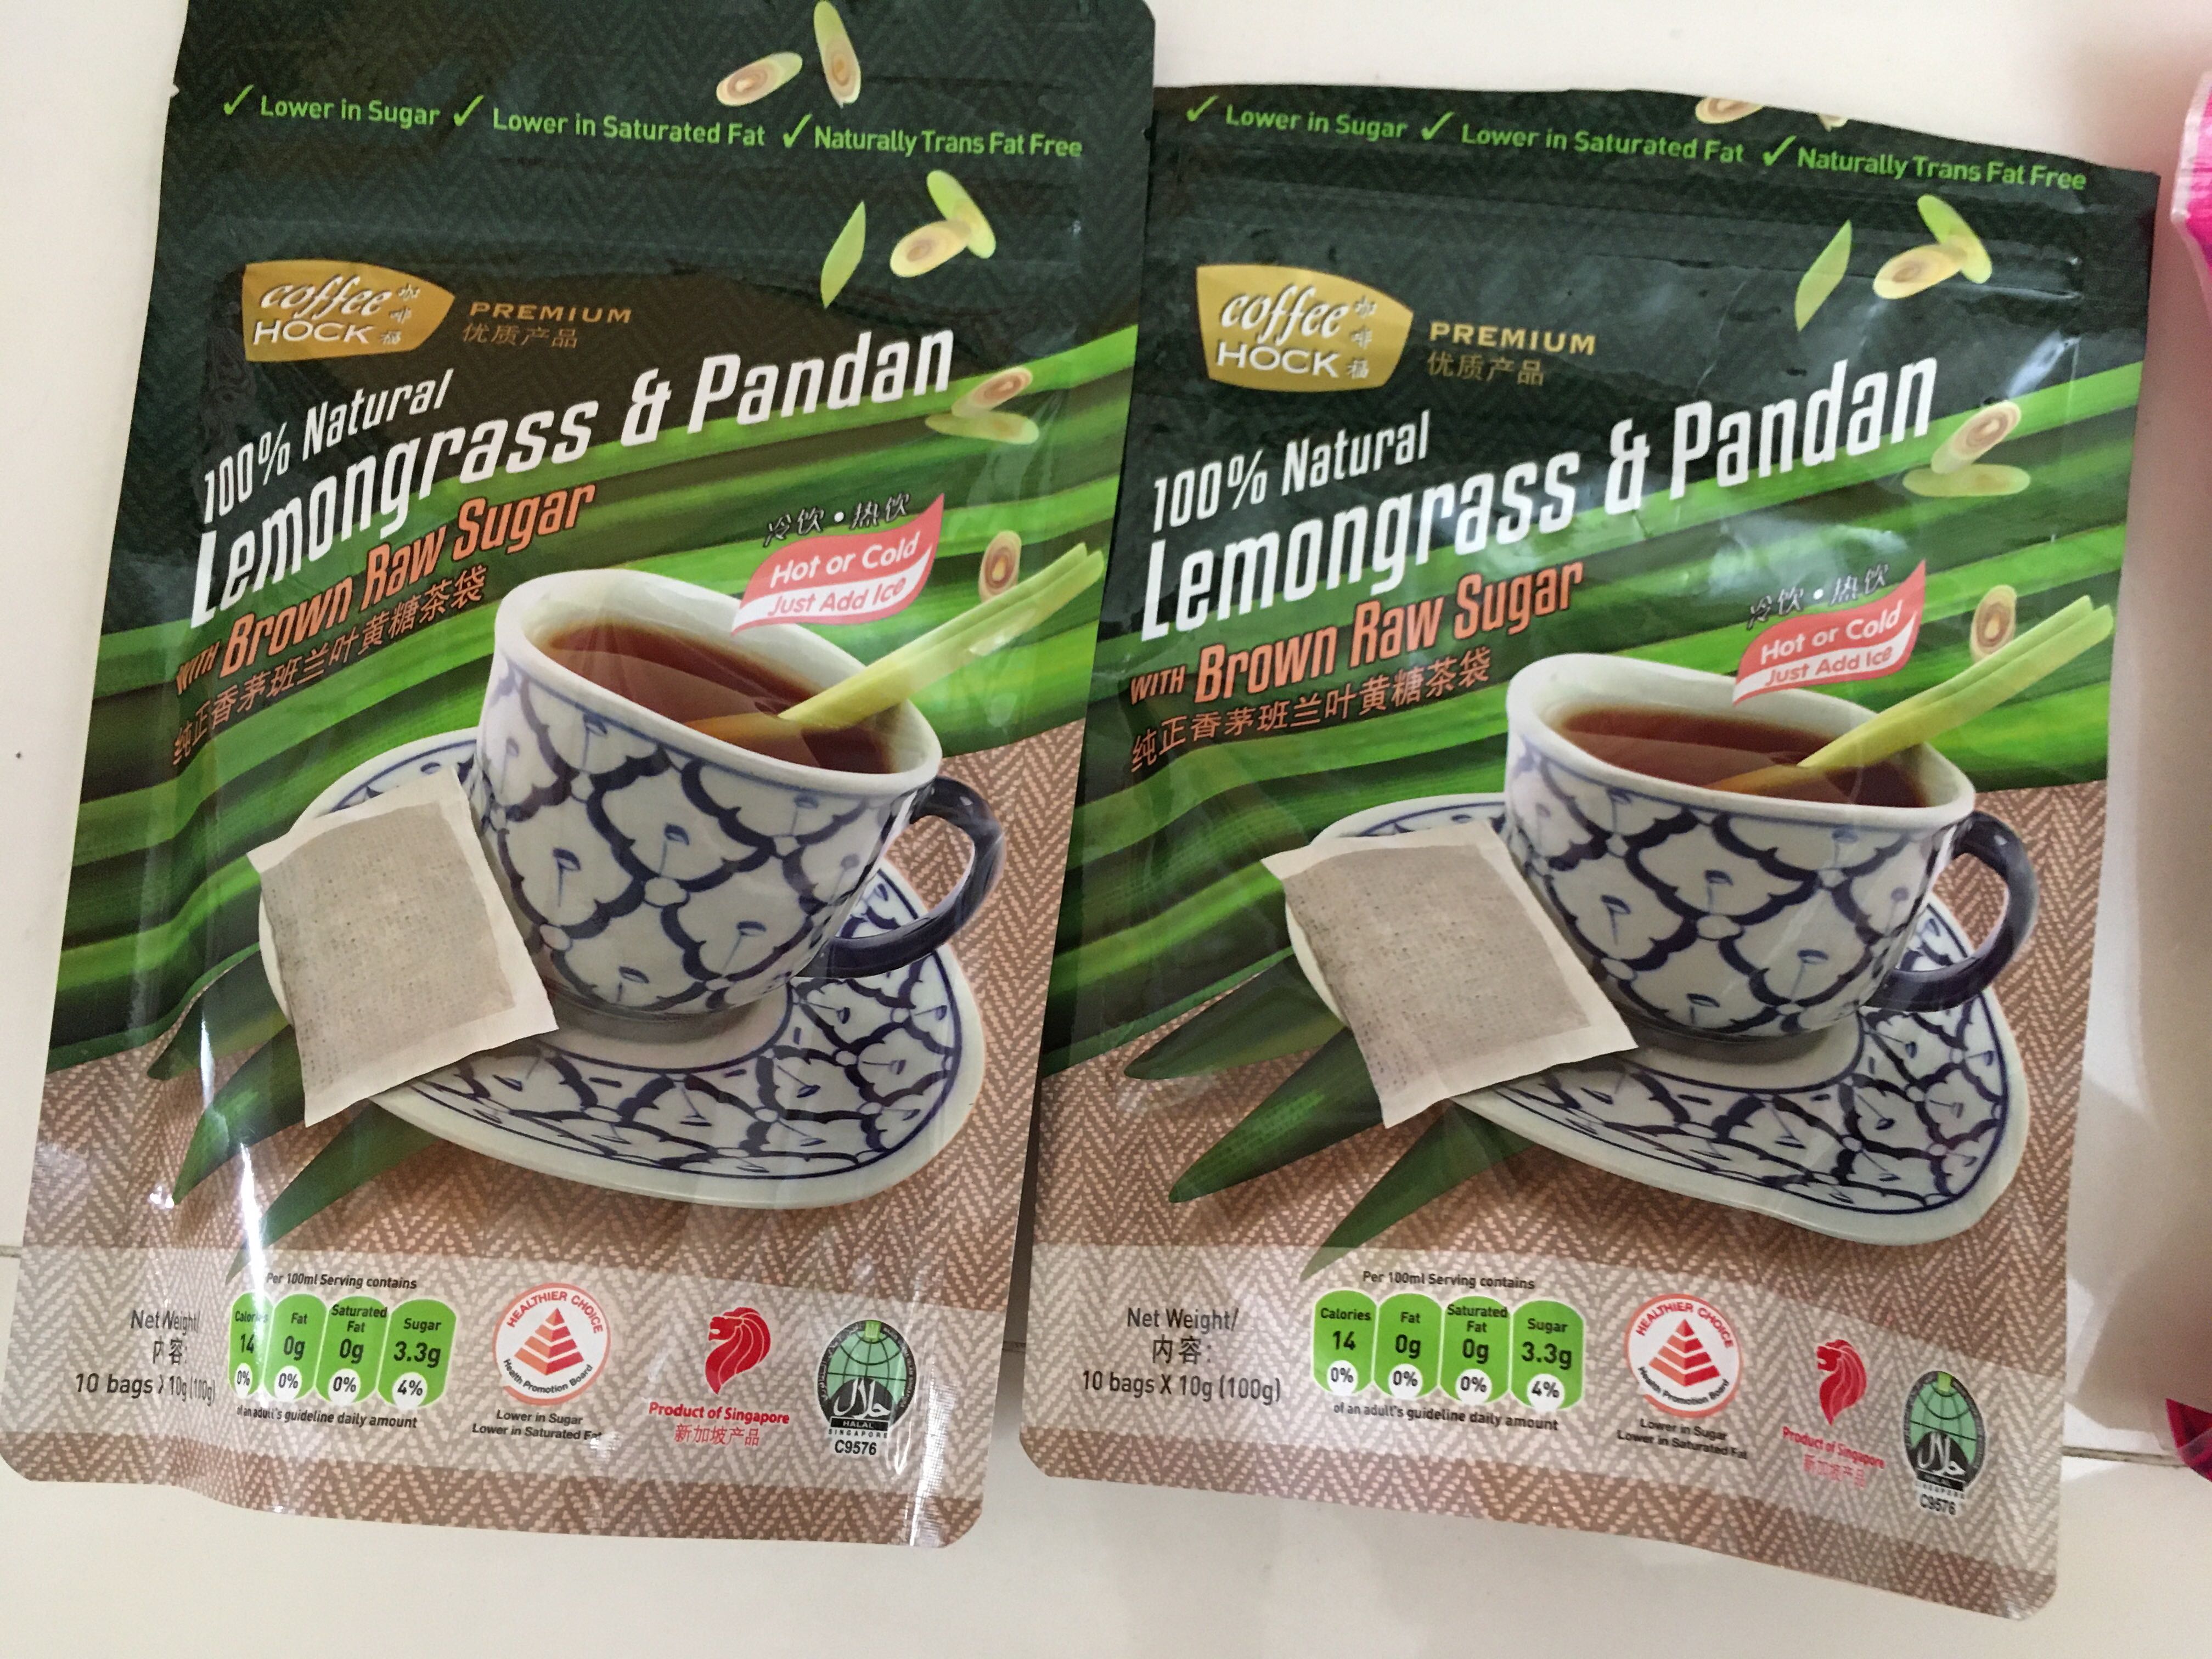 ✓ Lower in Sugar ✓ Lower in Saturated Fat ✓ Naturally Trans Fat Free
coffee 咖啡
HOCK 福
PREMIUM
优质产品
100% Natural
Lemongrass & Pandan
WITH Brown Raw Sugar
纯正香茅班兰叶黄糖茶袋
冷饮•热饮
Hot or Cold
Just Add Ice
Per 100ml Serving contains
Net Weight/
内容:
10 bags X 10g (100g)
Calories Fat Saturated Fat Sugar
14 0g 0g 3.3g
0% 0% 0% 4%
of an adult's guideline daily amount
HEALTHIER CHOICE
Health Promotion Board
Lower in Sugar
Lower in Saturated Fat
Product of Singapore
新加坡产品
حلال
HALAL
SINGAPORE
C9576
✓ Lower in Sugar ✓ Lower in Saturated Fat ✓ Naturally Trans Fat Free
coffee 咖啡
HOCK 福
PREMIUM
优质产品
100% Natural
Lemongrass & Pandan
WITH Brown Raw Sugar
纯正香茅班兰叶黄糖茶袋
冷饮•热饮
Hot or Cold
Just Add Ice
Per 100ml Serving contains
Net Weight/
内容:
10 bags X 10g (100g)
Calories Fat Saturated Fat Sugar
14 0g 0g 3.3g
0% 0% 0% 4%
of an adult's guideline daily amount
HEALTHIER CHOICE
Health Promotion Board
Lower in Sugar
Lower in Saturated Fat
Product of Singapore
新加坡产品
حلال
HALAL
SINGAPORE
C9576